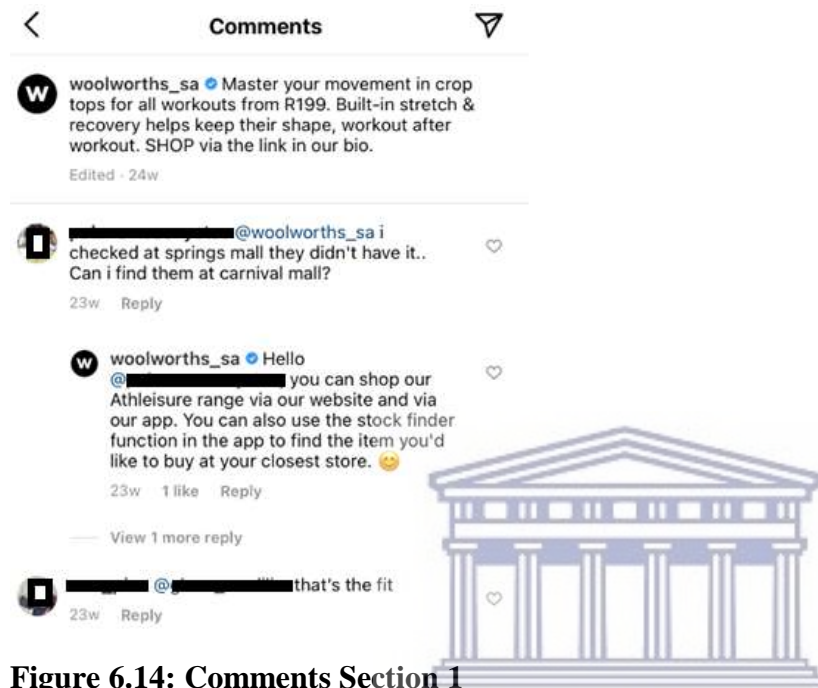 Comments
W
woolworths_sa Master your movement in crop
tops for all workouts from R199. Built-in stretch &
recovery helps keep their shape, workout after
workout. SHOP via the link in our bio.
Edited · 24w
@woolworths_sa i
checked at springs mall they didn't have it..
Can i find them at carnival mall?
23w Reply
W
woolworths_sa Hello
@ you can shop our
Athleisure range via our website and via
our app. You can also use the stock finder
function in the app to find the item you'd
like to buy at your closest store. 😊
23w 1 like Reply
View 1 more reply
@ that's the fit
23w Reply
Figure 6.14: Comments Section 1